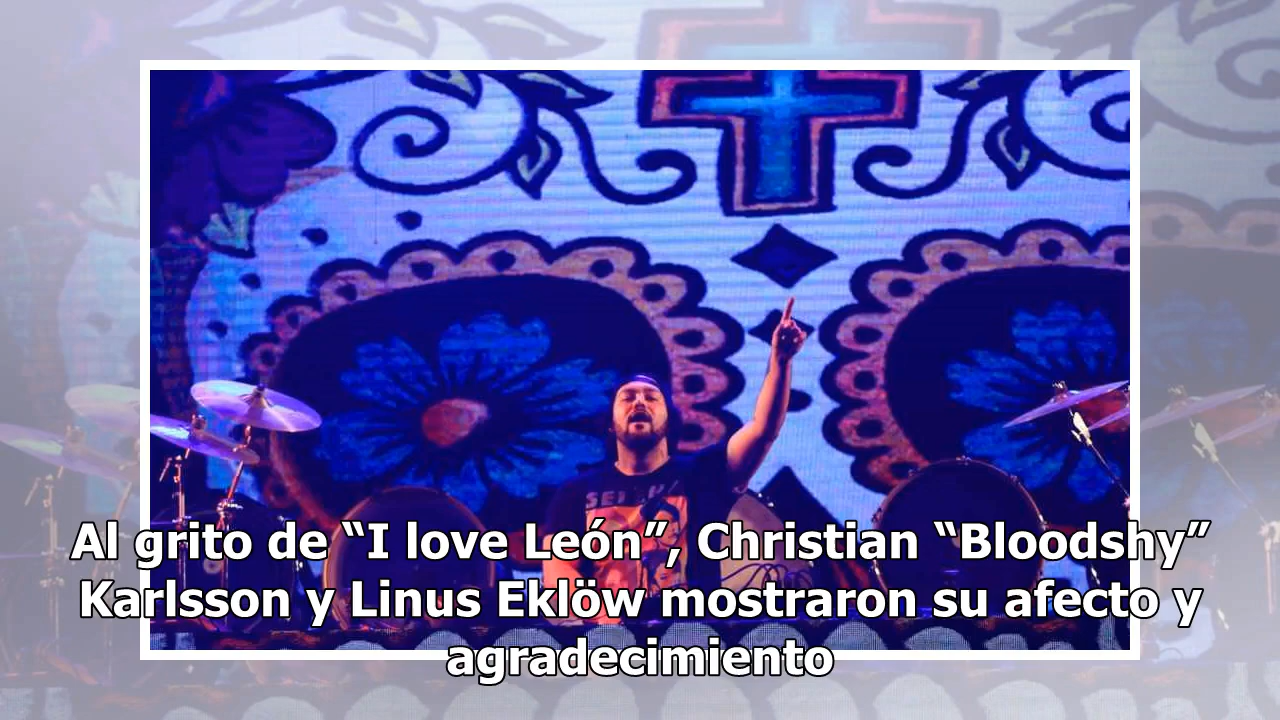 Al grito de “I love León”, Christian “Bloodshy”
Karlsson y Linus Eklöw mostraron su afecto y
agradecimiento